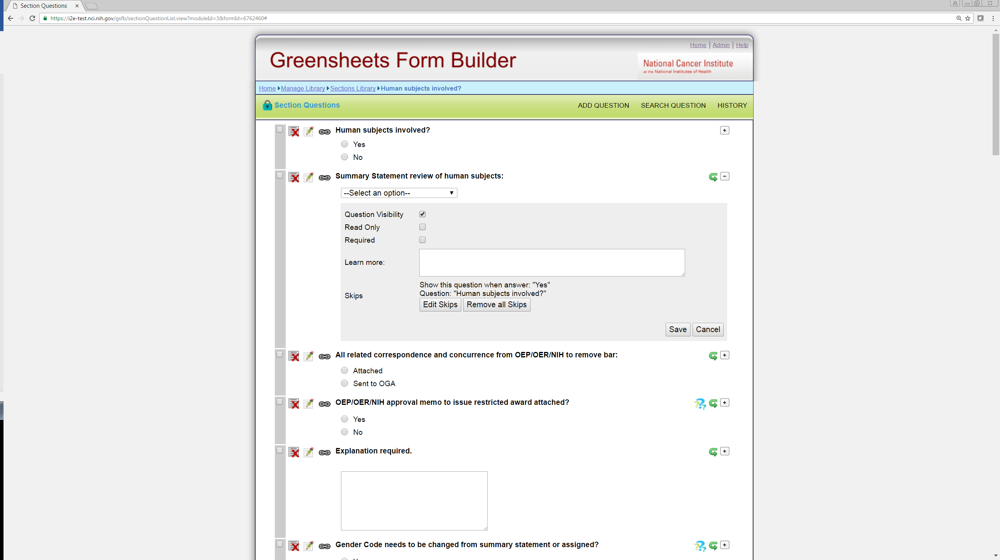 Section Questions
https://i2e-test.nci.nih.gov/gsfb/sectionQuestionList.view?moduleId=3&formId=6762460#
Home | Admin | Help
Greensheets Form Builder
National Cancer Institute
at the National Institutes of Health
Home Manage Library Sections Library Human subjects involved?
Section Questions ADD QUESTION SEARCH QUESTION HISTORY
Human subjects involved?
Yes
No
Summary Statement review of human subjects:
--Select an option--
Question Visibility
Read Only
Required
Learn more:
Show this question when answer: "Yes"
Question: "Human subjects involved?"
Skips
Edit Skips Remove all Skips
Save Cancel
All related correspondence and concurrence from OEP/OER/NIH to remove bar:
Attached
Sent to OGA
OEP/OER/NIH approval memo to issue restricted award attached?
Yes
No
Explanation required.
Gender Code needs to be changed from summary statement or assigned?